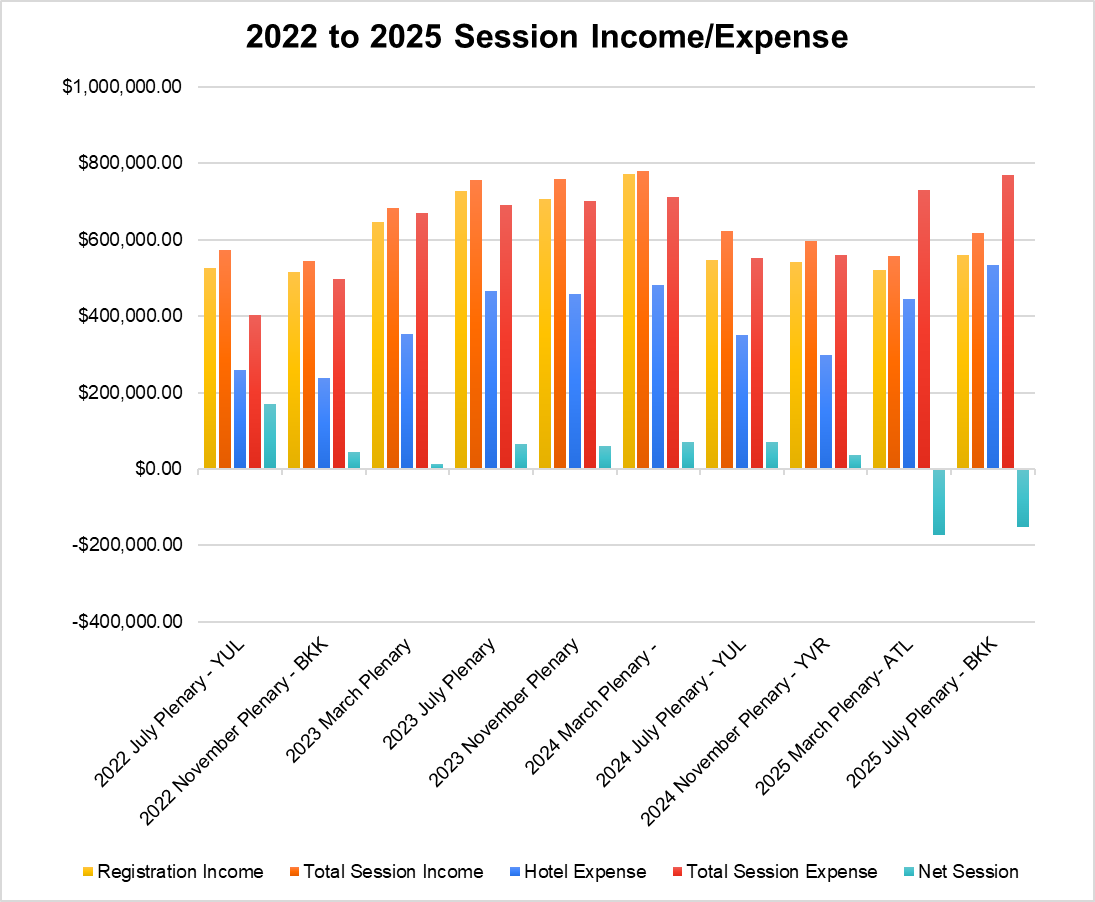 2022 to 2025 Session Income/Expense
$1,000,000.00
$800,000.00
$600,000.00
$400,000.00
$200,000.00
$0.00
-$200,000.00
-$400,000.00
2022 July Plenary - YUL
2022 November Plenary - BKK
2023 March Plenary
2023 July Plenary
2023 November Plenary
2024 March Plenary -
2024 July Plenary - YUL
2024 November Plenary - YVR
2025 March Plenary- ATL
2025 July Plenary - BKK
Registration Income
Total Session Income
Hotel Expense
Total Session Expense
Net Session